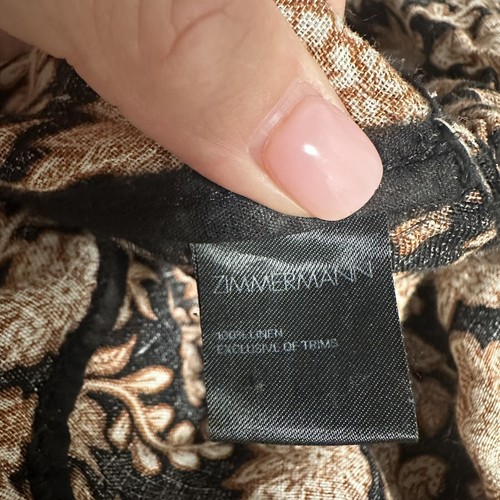 ZIMMERMANN
100% LINEN
EXCLUSIVE OF TRIMS